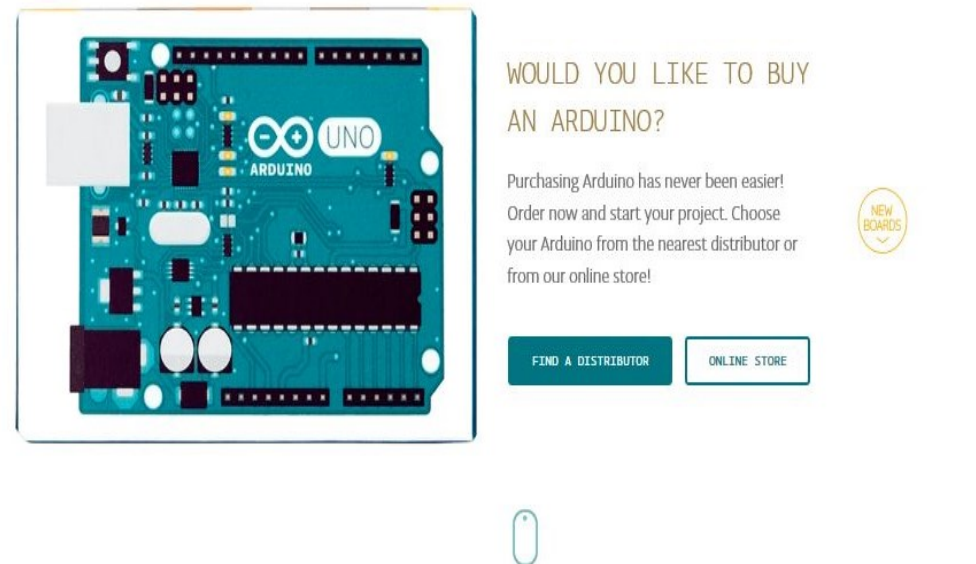 UNO
ARDUINO
WOULD YOU LIKE TO BUY
AN ARDUINO?
Purchasing Arduino has never been easier!
Order now and start your project. Choose
your Arduino from the nearest distributor or
from our online store!
NEW
BOARDS
FIND A DISTRIBUTOR
ONLINE STORE